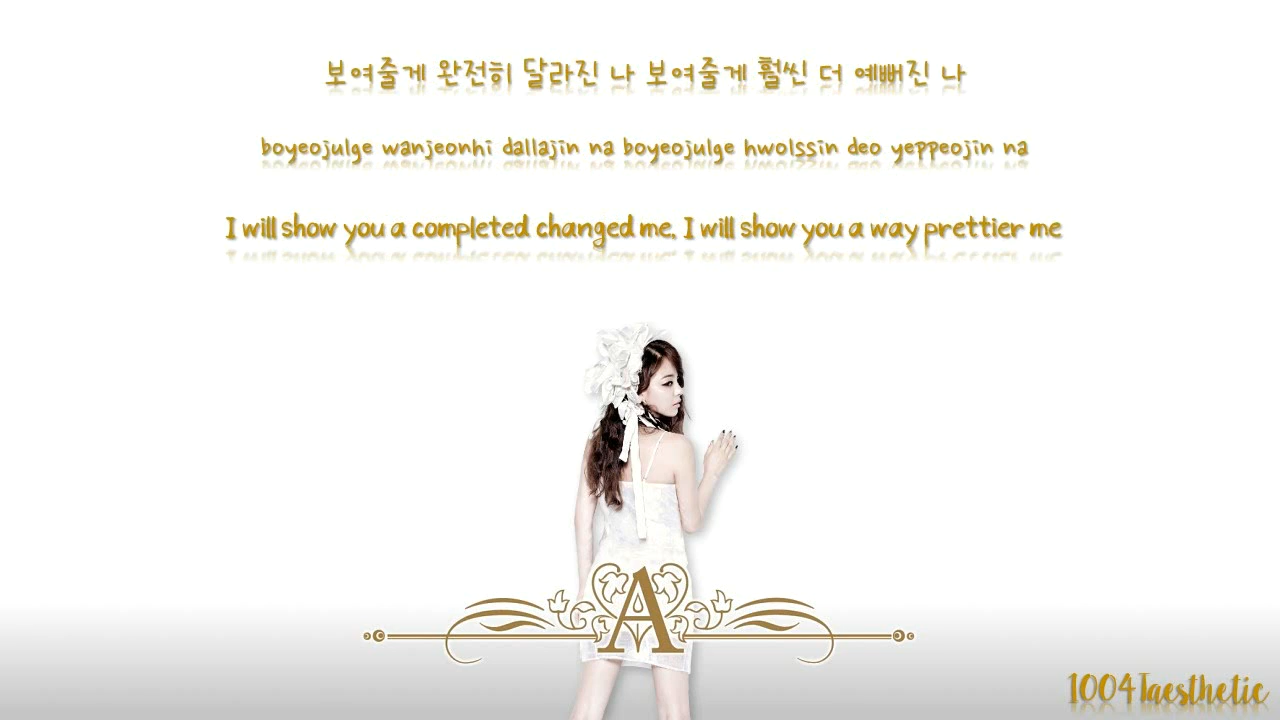 보여줄게 완전히 달라진 나 보여줄게 훨씬 더 예뻐진 나
boyeojulge wanjeonhi dallajin na boyeojulge hwolssin deo yeppeojin na
I will show you a completed changed me, I will show you a way prettier me
A
1004Taesthetic